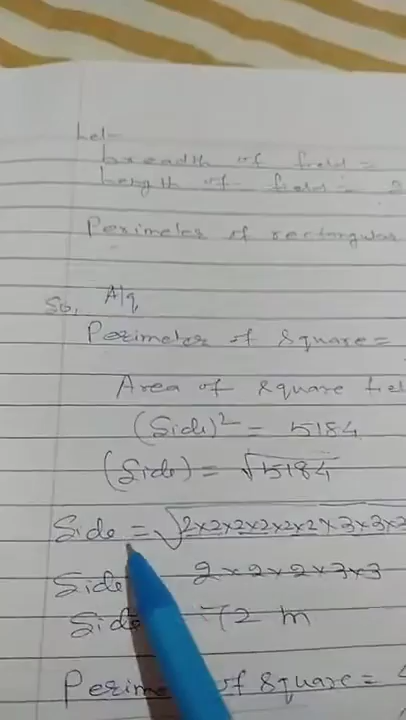 Let
breadth of field =
Length of field =
Perimeter of rectangular
So, A/q,
Perimeter of square =
Area of square fiel
(Side)² = 5184
(Side) = √5184
Side = √2×2×2×2×2×2×3×3×3
Side 2×2×2×3×3
Side = 72 m
Perime of square =